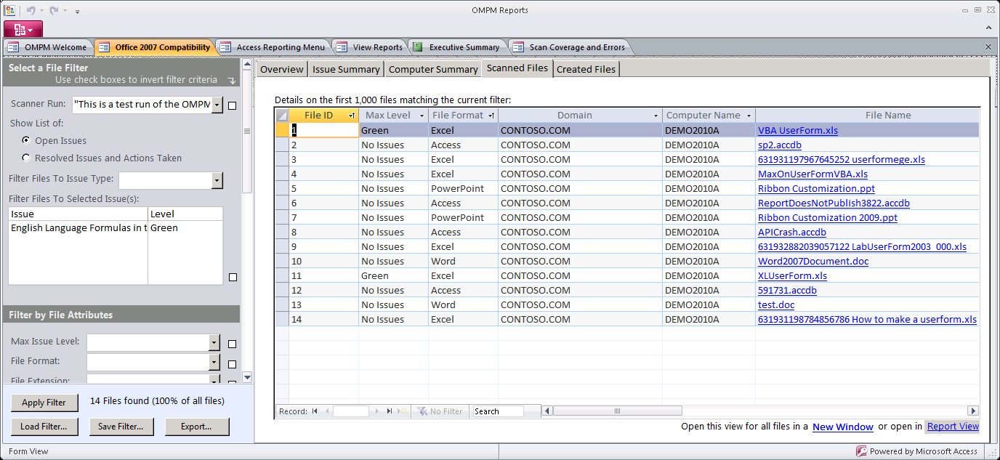 OMPM Reports
OMPM Welcome Office 2007 Compatibility Access Reporting Menu View Reports Executive Summary Scan Coverage and Errors
Select a File Filter
Use check boxes to invert filter criteria
Scanner Run: "This is a test run of the OMPM
Show List of:
Open Issues
Resolved Issues and Actions Taken
Filter Files To Issue Type:
Filter Files To Selected Issue(s):
Issue Level
English Language Formulas in t Green
Filter by File Attributes
Max Issue Level:
File Format:
File Extension:
Apply Filter 14 Files found (100% of all files)
Load Filter... Save Filter... Export...
Overview Issue Summary Computer Summary Scanned Files Created Files
Details on the first 1,000 files matching the current filter:
File ID Max Level File Format Domain Computer Name File Name
1 Green Excel CONTOSO.COM DEMO2010A VBA UserForm.xls
2 No Issues Access CONTOSO.COM DEMO2010A sp2.accdb
3 No Issues Excel CONTOSO.COM DEMO2010A 631931197967645252 userformege.xls
4 No Issues Excel CONTOSO.COM DEMO2010A MaxOnUserFormVBA.xls
5 No Issues PowerPoint CONTOSO.COM DEMO2010A Ribbon Customization.ppt
6 No Issues Access CONTOSO.COM DEMO2010A ReportDoesNotPublish3822.accdb
7 No Issues PowerPoint CONTOSO.COM DEMO2010A Ribbon Customization 2009.ppt
8 No Issues Access CONTOSO.COM DEMO2010A APICrash.accdb
9 No Issues Excel CONTOSO.COM DEMO2010A 631932882039057122 LabUserForm2003_000.xls
10 No Issues Word CONTOSO.COM DEMO2010A Word2007Document.doc
11 Green Excel CONTOSO.COM DEMO2010A XLUserForm.xls
12 No Issues Access CONTOSO.COM DEMO2010A 591731.accdb
13 No Issues Word CONTOSO.COM DEMO2010A test.doc
14 No Issues Excel CONTOSO.COM DEMO2010A 631931198784856786 How to make a userform.xls
Record: No Filter Search
Open this view for all files in a New Window or open in Report View
Form View Powered by Microsoft Access